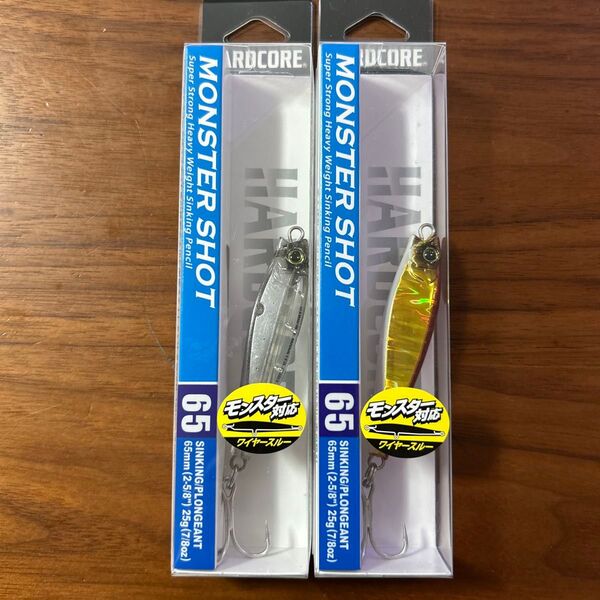 ARDCORE
MONSTER SHOT
Super Strong Heavy Weight Sinking Pencil
65
SINKING/PLONGEANT
65mm (2-5/8") 25g (7/8oz)
モンスター対応
ワイヤースルー
ARDCORE
MONSTER SHOT
Super Strong Heavy Weight Sinking Pencil
65
SINKING/PLONGEANT
65mm (2-5/8") 25g (7/8oz)
HARDC
モンスター対応
ワイヤースルー